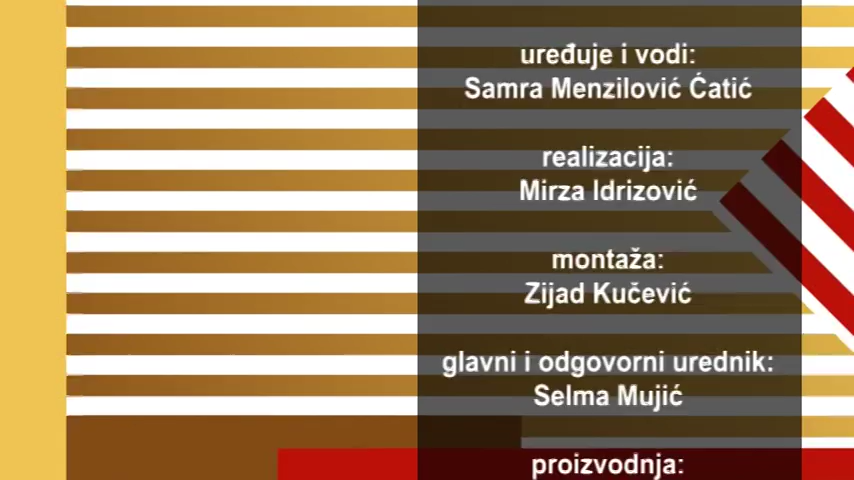 uređuje i vodi:
Samra Menzilović Ćatić
realizacija:
Mirza Idrizović
montaža:
Zijad Kučević
glavni i odgovorni urednik:
Selma Mujić
proizvodnja: